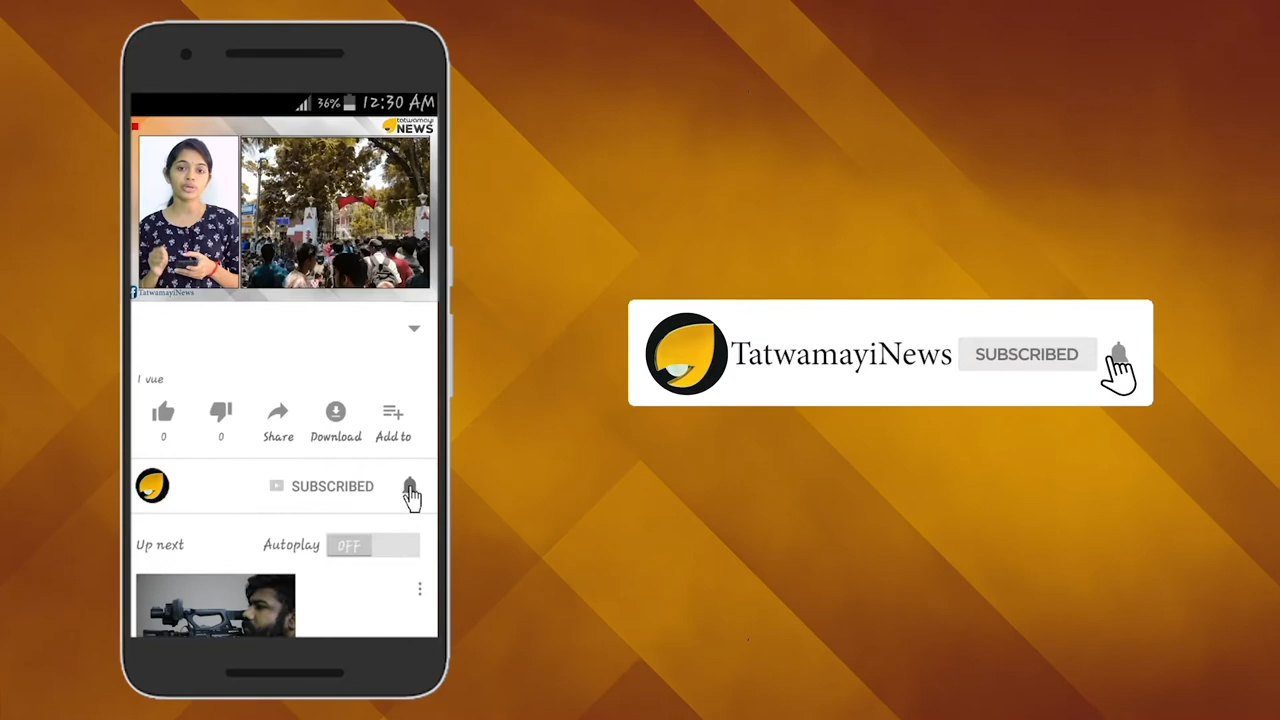 36% 12:30 AM
tatwamayi
NEWS
TatwamayiNews
1 vue
0 0 Share Download Add to
SUBSCRIBED
Up next Autoplay OFF
TatwamayiNews SUBSCRIBED